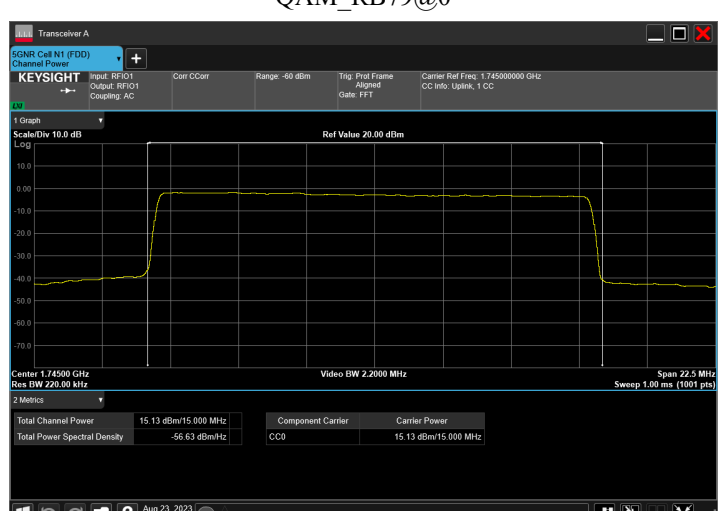 QAM_RB79@0
Transceiver A
5GNR Cell N1 (FDD)
Channel Power
KEYSIGHT
Input: RFIO1
Output: RFIO1
Coupling: AC
Corr CCorr
Range: -60 dBm
Trig: Prot Frame
Aligned
Gate: FFT
Carrier Ref Freq: 1.745000000 GHz
CC Info: Uplink, 1 CC
LXI
1 Graph
Scale/Div 10.0 dB
Ref Value 20.00 dBm
Log
10.0
0.00
-10.0
-20.0
-30.0
-40.0
-50.0
-60.0
-70.0
Center 1.74500 GHz
Video BW 2.2000 MHz
Span 22.5 MHz
Res BW 220.00 kHz
Sweep 1.00 ms (1001 pts)
2 Metrics
Total Channel Power 15.13 dBm/15.000 MHz
Total Power Spectral Density -56.63 dBm/Hz
Component Carrier Carrier Power
CC0 15.13 dBm/15.000 MHz
Aug 23, 2023